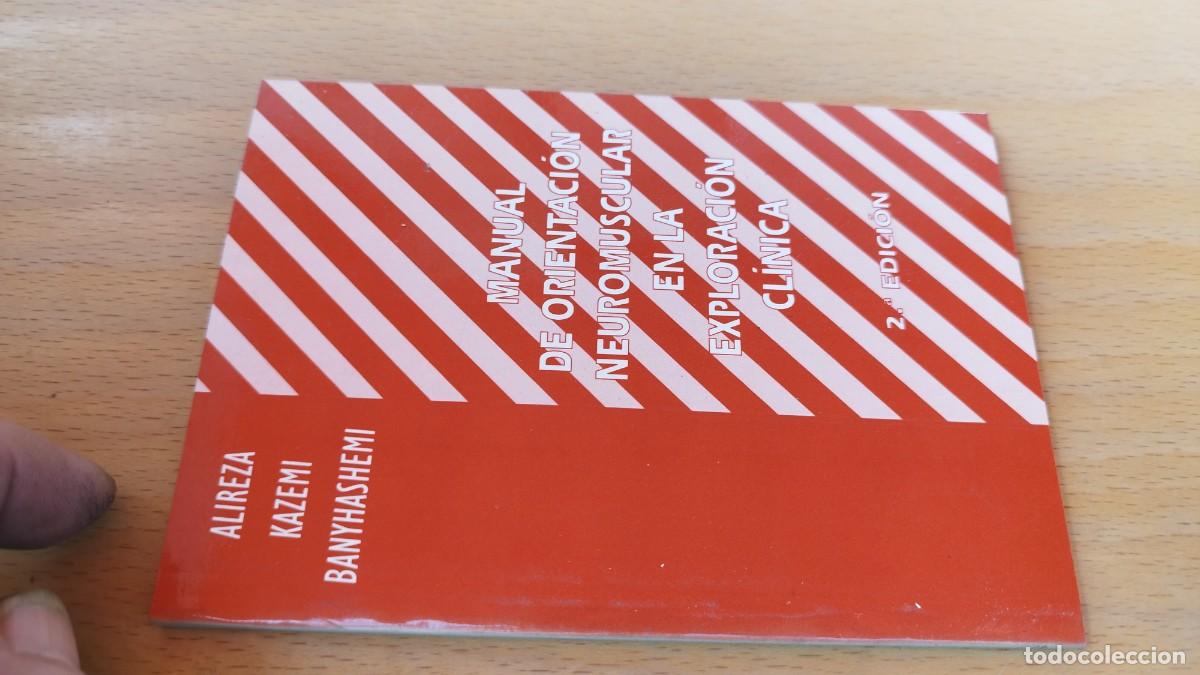 ALIREZA
KAZEMI
BANYHASHEMI
MANUAL
DE ORIENTACIÓN
NEUROMUSCULAR
EN LA
EXPLORACIÓN
CLÍNICA
2.ª EDICIÓN
todocoleccion